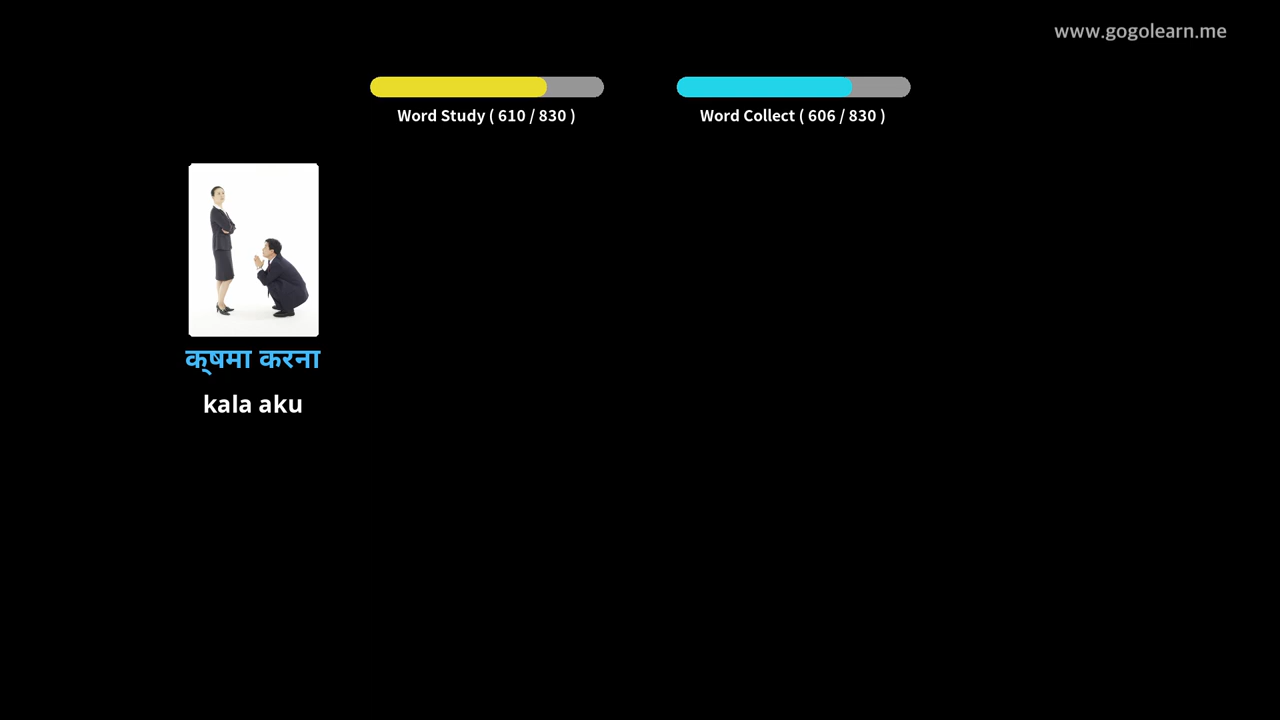 www.gogolearn.me
Word Study ( 610 / 830 )
Word Collect ( 606 / 830 )
क्षमा करना
kala aku